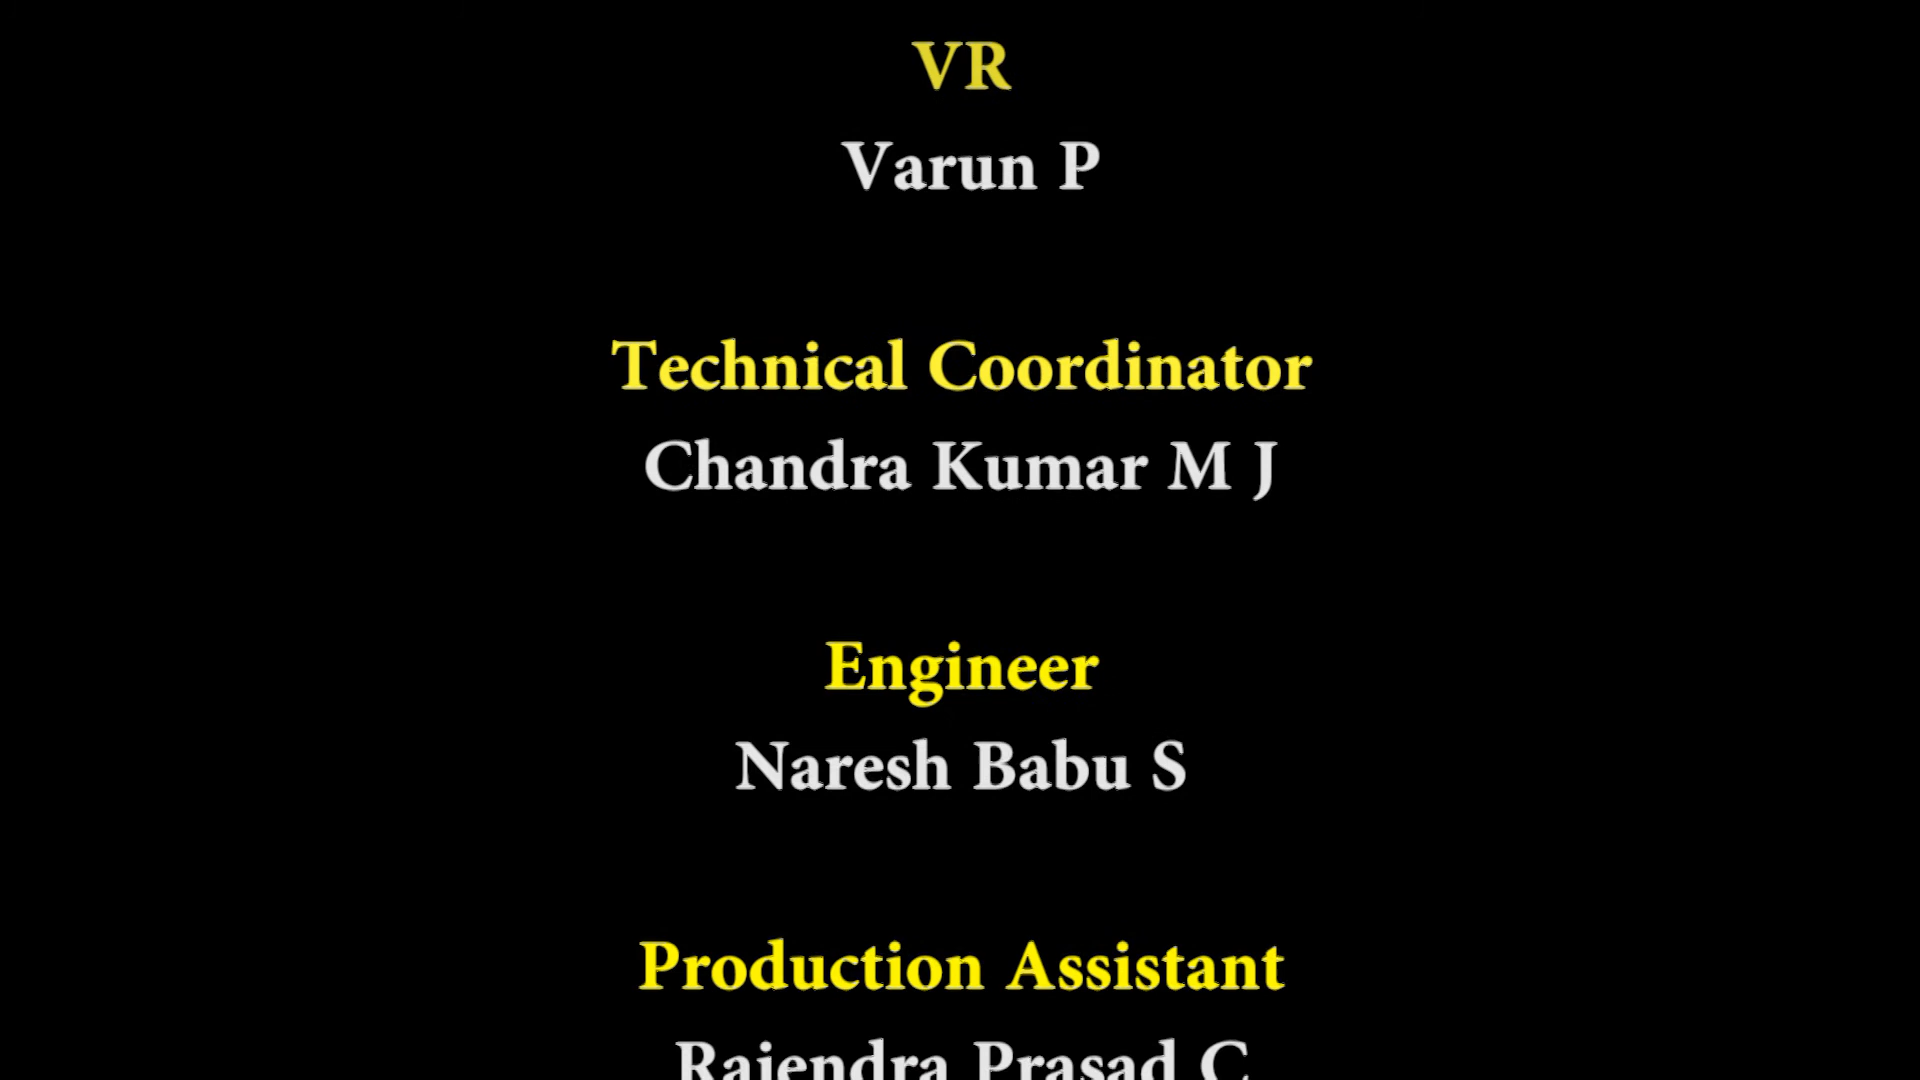 VR
Varun P
Technical Coordinator
Chandra Kumar M J
Engineer
Naresh Babu S
Production Assistant
Rajendra Prasad C